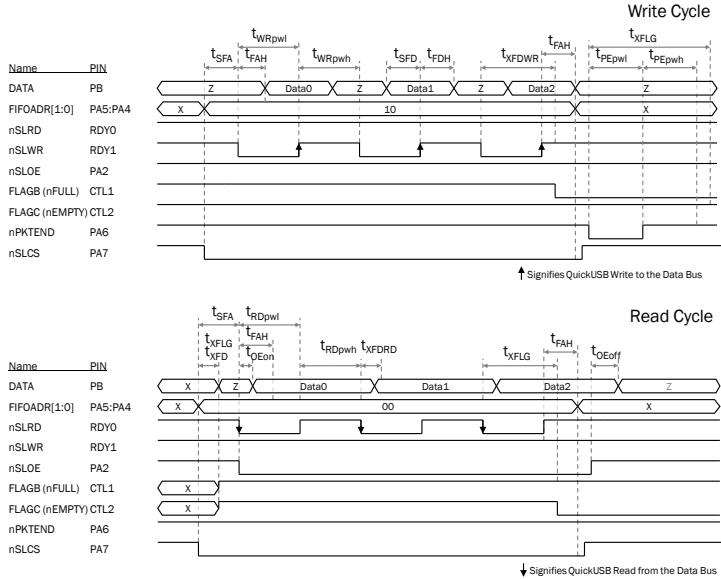 Write Cycle
tWRpwl tFAH tXFLG
tSFA tFAH tWRpwh tSFD tFDH tXFDWR tPEpwl tPEpwh
Name PIN
DATA PB Z Data0 Z Data1 Z Data2 Z
FIFOADR[1:0] PA5:PA4 X 10 X
nSLRD RDY0
nSLWR RDY1
nSLOE PA2
FLAGB (nFULL) CTL1
FLAGC (nEMPTY) CTL2
nPKTEND PA6
nSLCS PA7
Signifies QuickUSB Write to the Data Bus
Read Cycle
tSFA tRDpwl
tXFLG tFAH tFAH
tXFD tOEon tRDpwh tXFDRD tXFLG tOEoff
Name PIN
DATA PB X Z Data0 Data1 Data2 Z
FIFOADR[1:0] PA5:PA4 X 00 X
nSLRD RDY0
nSLWR RDY1
nSLOE PA2
FLAGB (nFULL) CTL1 X
FLAGC (nEMPTY) CTL2 X
nPKTEND PA6
nSLCS PA7
Signifies QuickUSB Read from the Data Bus